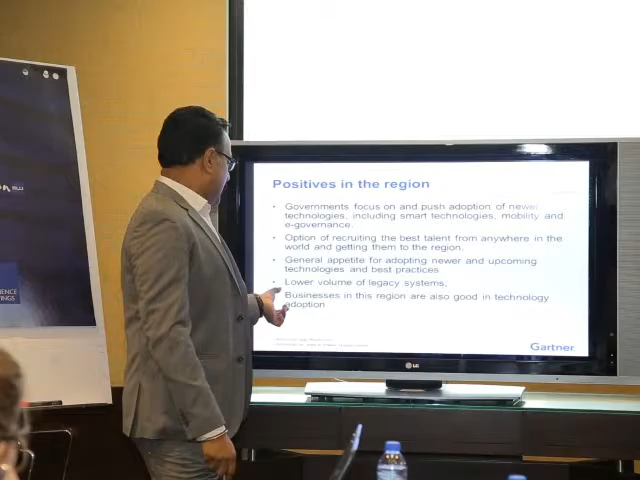 Positives in the region
• Governments focus on and push adoption of newer
technologies, including smart technologies, mobility and
e-governance.
• Option of recruiting the best talent from anywhere in the
world and getting them to the region.
• General appetite for adopting newer and upcoming
technologies and best practices
• Lower volume of legacy systems,
Businesses in this region are also good in technology
adoption
Gartner
LG